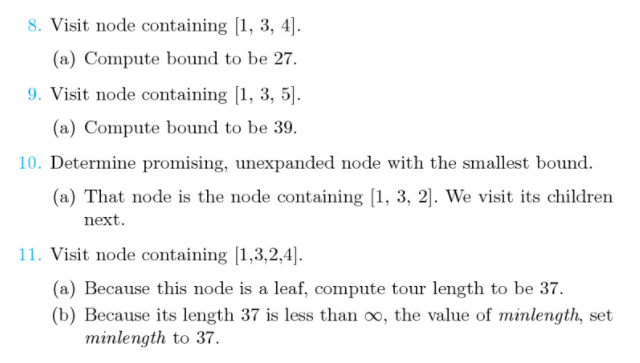 8. Visit node containing [1, 3, 4].
(a) Compute bound to be 27.
9. Visit node containing [1, 3, 5].
(a) Compute bound to be 39.
10. Determine promising, unexpanded node with the smallest bound.
(a) That node is the node containing [1, 3, 2]. We visit its children
next.
11. Visit node containing [1,3,2,4].
(a) Because this node is a leaf, compute tour length to be 37.
(b) Because its length 37 is less than ∞, the value of minlength, set
minlength to 37.